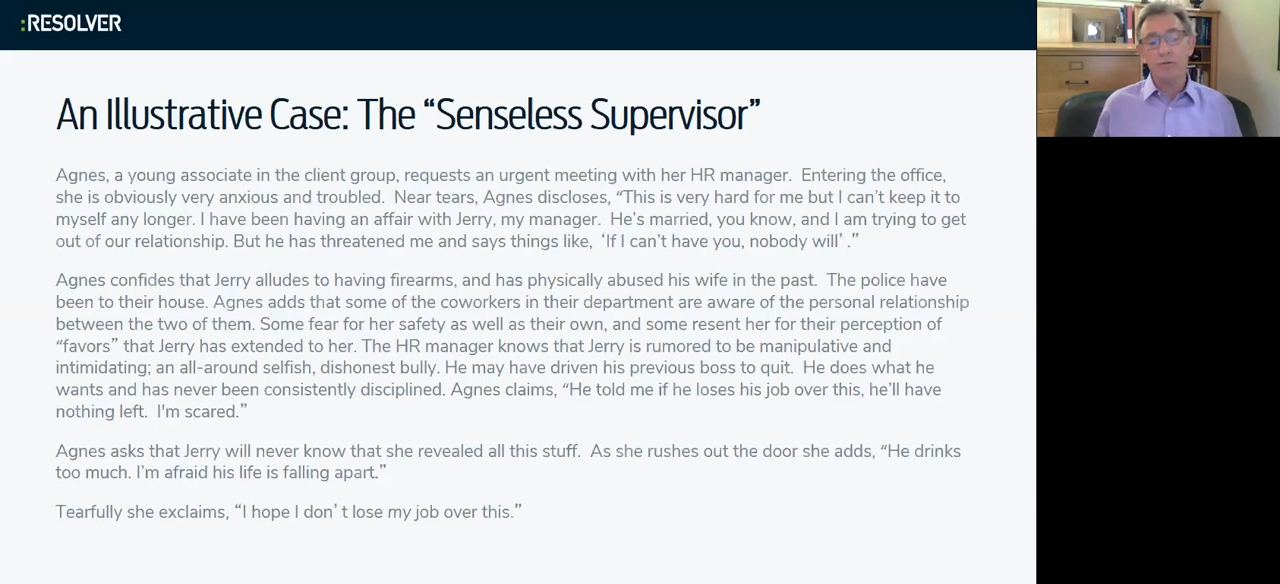 :RESOLVER
An Illustrative Case: The “Senseless Supervisor”
Agnes, a young associate in the client group, requests an urgent meeting with her HR manager.  Entering the office,
she is obviously very anxious and troubled.  Near tears, Agnes discloses, “This is very hard for me but I can’t keep it to
myself any longer. I have been having an affair with Jerry, my manager.  He’s married, you know, and I am trying to get
out of our relationship. But he has threatened me and says things like, ‘If I can’t have you, nobody will’.”
Agnes confides that Jerry alludes to having firearms, and has physically abused his wife in the past.  The police have
been to their house. Agnes adds that some of the coworkers in their department are aware of the personal relationship
between the two of them. Some fear for her safety as well as their own, and some resent her for their perception of
“favors” that Jerry has extended to her. The HR manager knows that Jerry is rumored to be manipulative and
intimidating; an all-around selfish, dishonest bully. He may have driven his previous boss to quit.  He does what he
wants and has never been consistently disciplined. Agnes claims, “He told me if he loses his job over this, he’ll have
nothing left.  I'm scared.”
Agnes asks that Jerry will never know that she revealed all this stuff.  As she rushes out the door she adds, “He drinks
too much. I’m afraid his life is falling apart.”
Tearfully she exclaims, “I hope I don’t lose my job over this.”